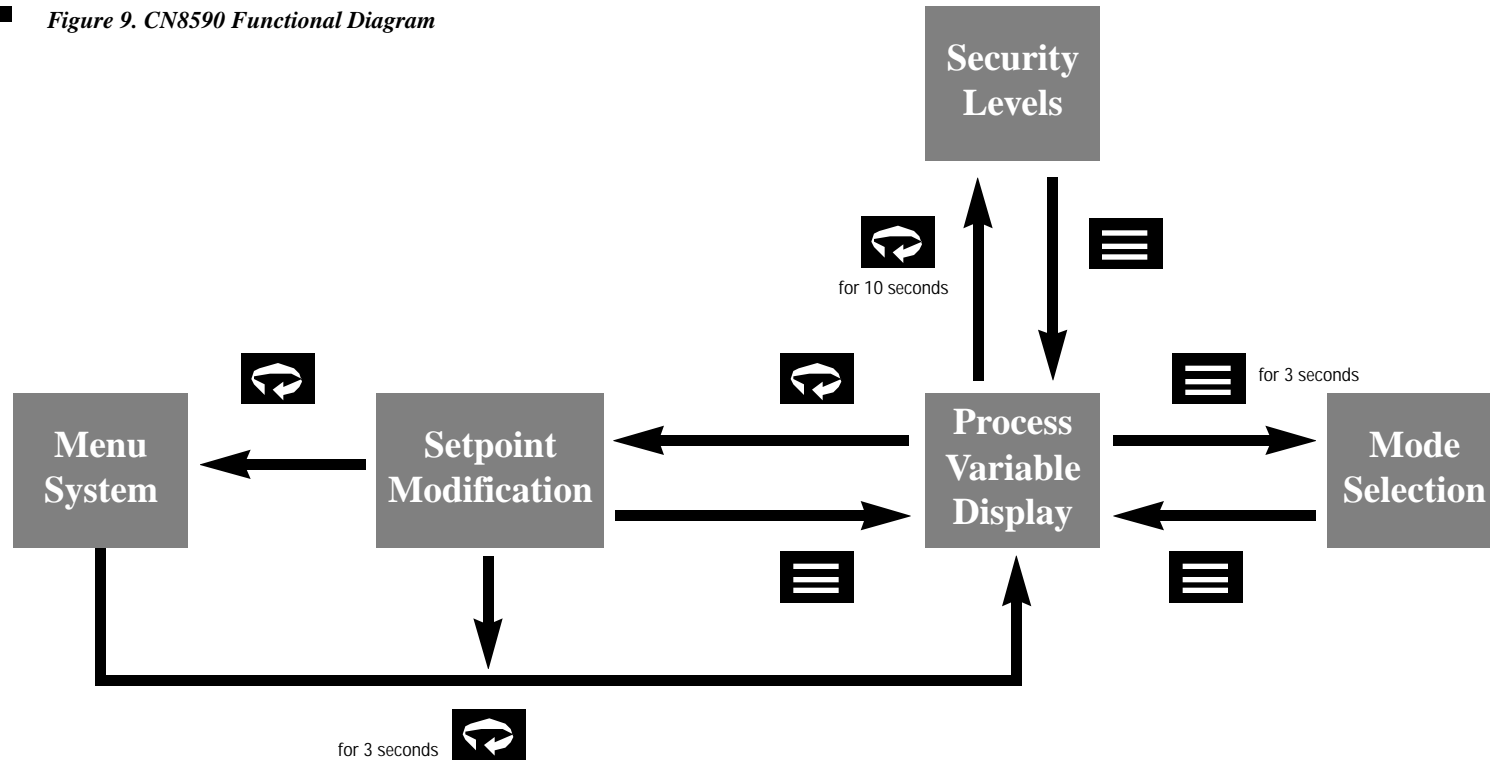 Figure 9. CN8590 Functional Diagram
Security
Levels
for 10 seconds
for 3 seconds
Menu
System
Setpoint
Modification
Process
Variable
Display
Mode
Selection
for 3 seconds